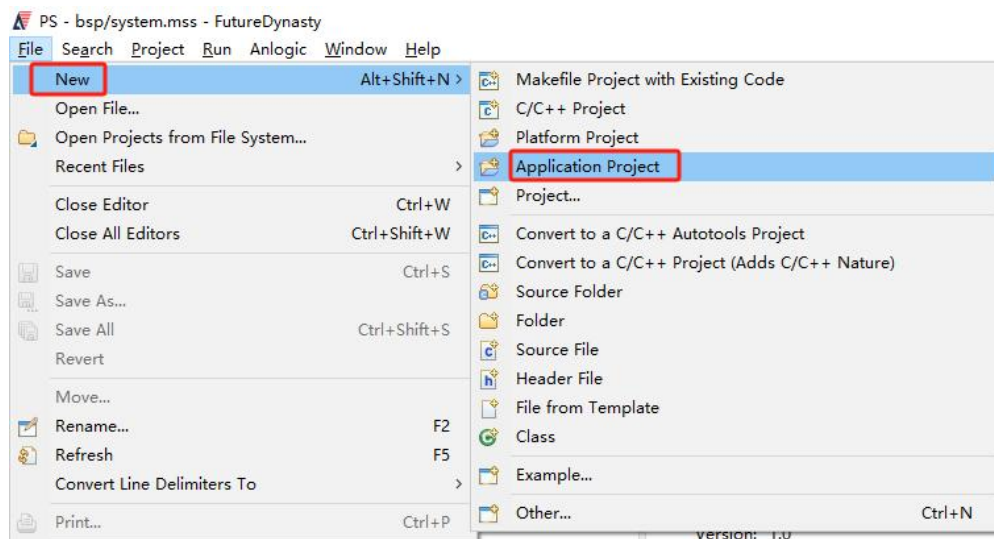 PS - bsp/system.mss - FutureDynasty
File Search Project Run Anlogic Window Help
New Alt+Shift+N >
Open File...
Open Projects from File System...
Recent Files >
Close Editor Ctrl+W
Close All Editors Ctrl+Shift+W
Save Ctrl+S
Save As...
Save All Ctrl+Shift+S
Revert
Move...
Rename... F2
Refresh F5
Convert Line Delimiters To >
Print... Ctrl+P
Makefile Project with Existing Code
C/C++ Project
Platform Project
Application Project
Project...
Convert to a C/C++ Autotools Project
Convert to a C/C++ Project (Adds C/C++ Nature)
Source Folder
Folder
Source File
Header File
File from Template
Class
Example...
Other... Ctrl+N
Version: 1.0